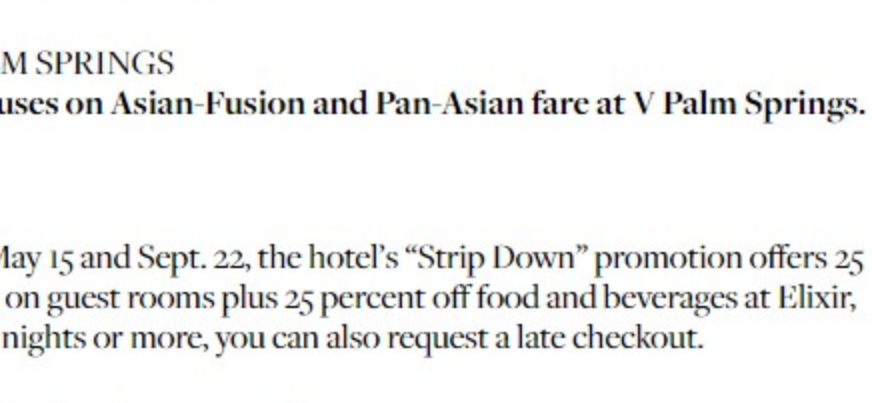 M SPRINGS
uses on Asian-Fusion and Pan-Asian fare at V Palm Springs.
May 15 and Sept. 22, the hotel's “Strip Down” promotion offers 25
on guest rooms plus 25 percent off food and beverages at Elixir,
nights or more, you can also request a late checkout.